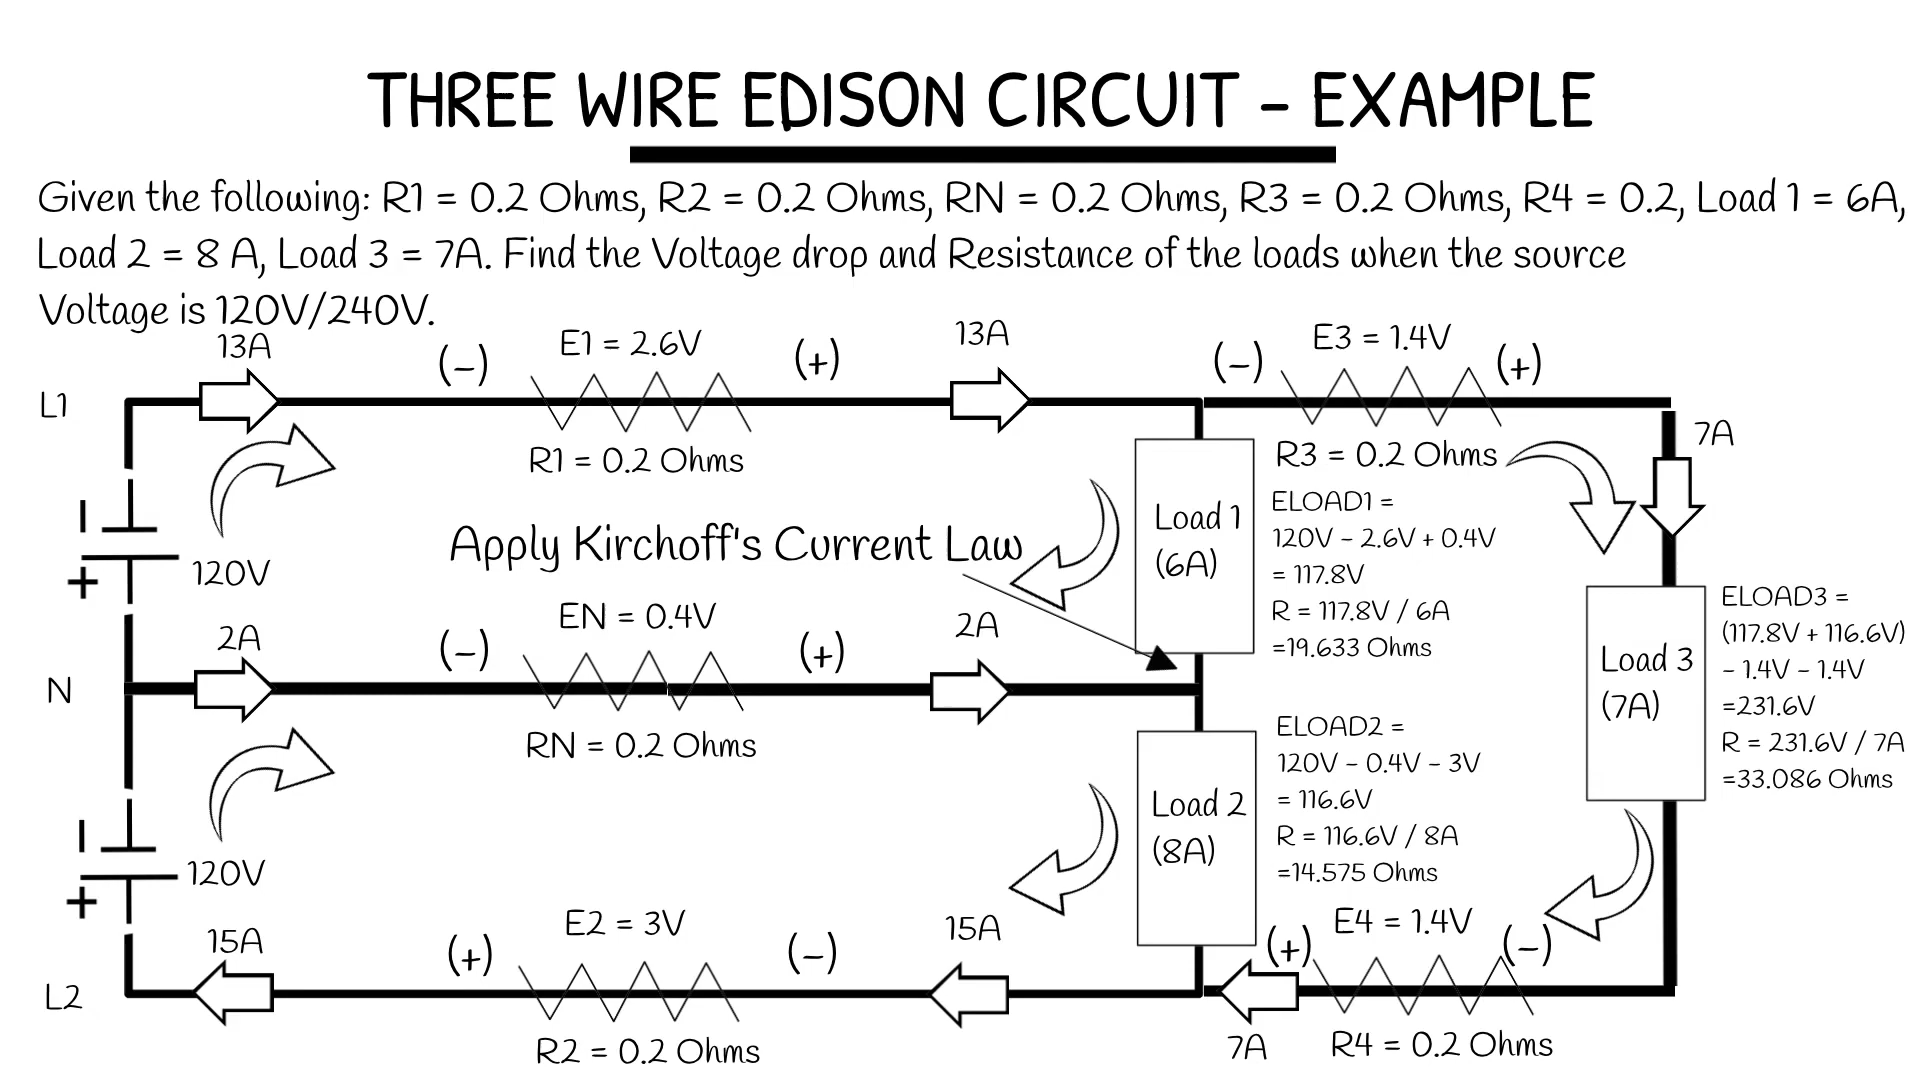 THREE WIRE EDISON CIRCUIT - EXAMPLE
Given the following: R1 = 0.2 Ohms, R2 = 0.2 Ohms, RN = 0.2 Ohms, R3 = 0.2 Ohms, R4 = 0.2, Load 1 = 6A,
Load 2 = 8 A, Load 3 = 7A. Find the Voltage drop and Resistance of the loads when the source
Voltage is 120V/240V.
13A
(-)
E1 = 2.6V
(+)
13A
(-)
E3 = 1.4V
(+)
L1
7A
R1 = 0.2 Ohms
R3 = 0.2 Ohms
Load 1
(6A)
ELOAD1 =
120V - 2.6V + 0.4V
= 117.8V
R = 117.8V / 6A
=19.633 Ohms
Apply Kirchoff's Current Law
120V
+
2A
(-)
EN = 0.4V
(+)
2A
N
RN = 0.2 Ohms
Load 3
(7A)
ELOAD3 =
(117.8V + 116.6V)
- 1.4V - 1.4V
=231.6V
R = 231.6V / 7A
=33.086 Ohms
Load 2
(8A)
ELOAD2 =
120V - 0.4V - 3V
= 116.6V
R = 116.6V / 8A
=14.575 Ohms
120V
+
15A
(+)
E2 = 3V
(-)
15A
(+)
E4 = 1.4V
(-)
L2
R2 = 0.2 Ohms
7A
R4 = 0.2 Ohms